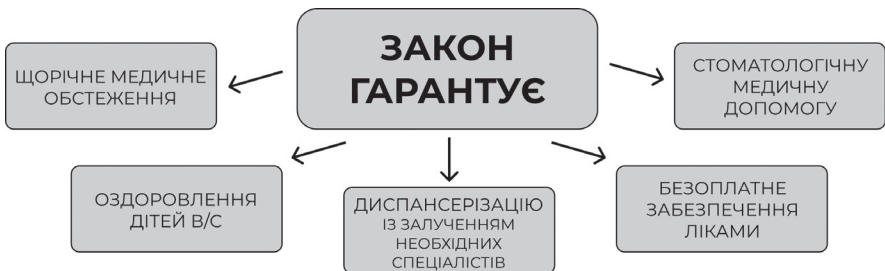 ЗАКОН
ГАРАНТУЄ
ЩОРІЧНЕ МЕДИЧНЕ
ОБСТЕЖЕННЯ
СТОМАТОЛОГІЧНУ
МЕДИЧНУ
ДОПОМОГУ
ОЗДОРОВЛЕННЯ
ДІТЕЙ В/С
ДИСПАНСЕРІЗАЦІЮ
ІЗ ЗАЛУЧЕННЯМ
НЕОБХІДНИХ
СПЕЦІАЛІСТІВ
БЕЗОПЛАТНЕ
ЗАБЕЗПЕЧЕННЯ
ЛІКАМИ